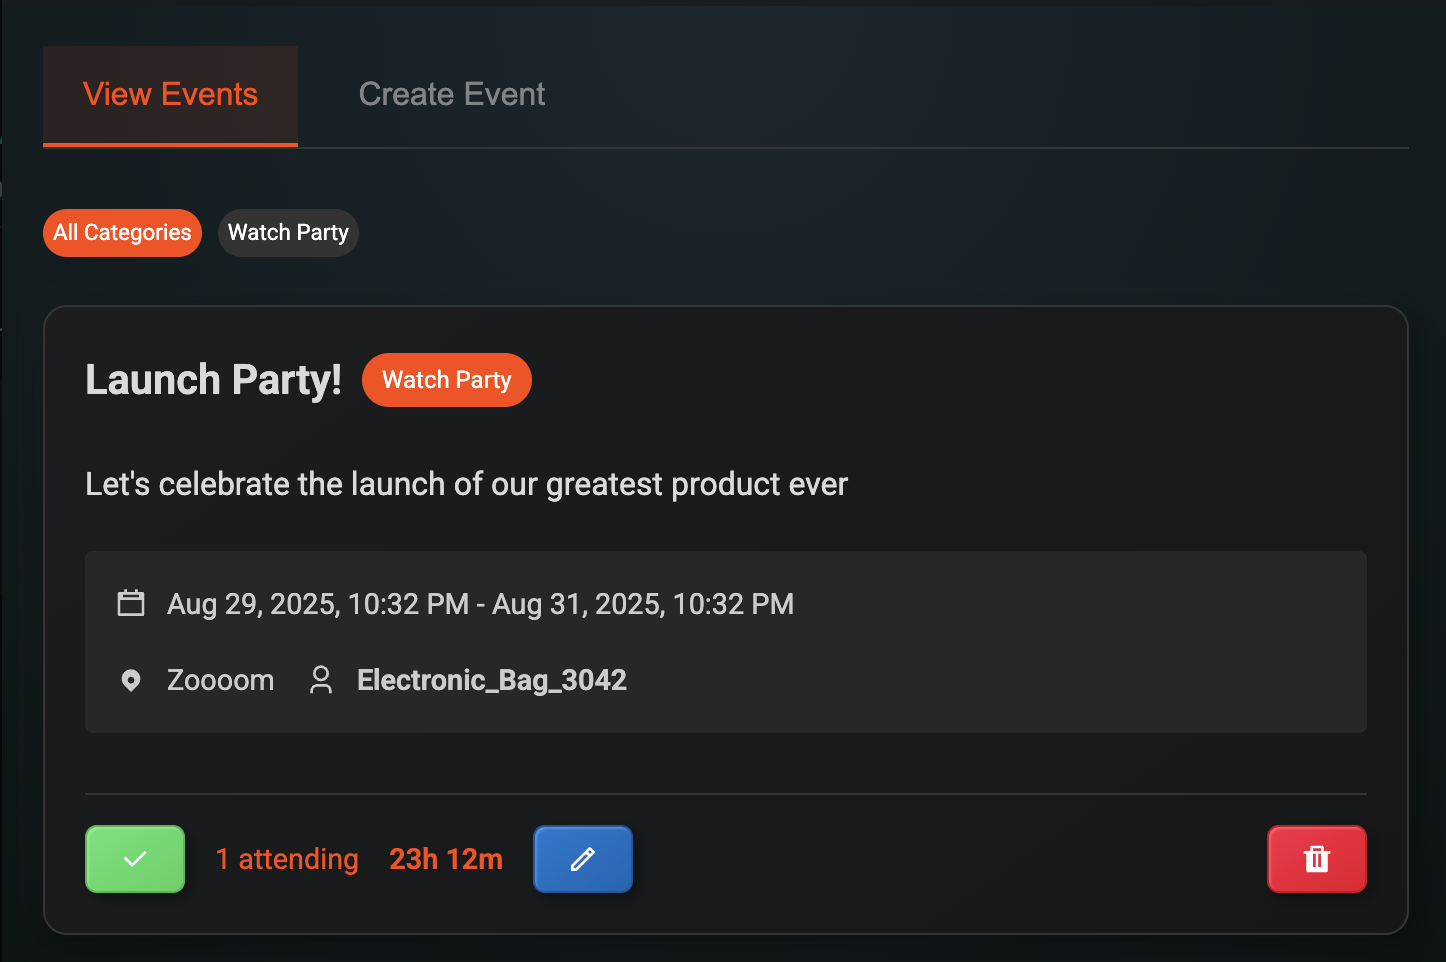 View Events Create Event
All Categories Watch Party
Launch Party! Watch Party
Let's celebrate the launch of our greatest product ever
Aug 29, 2025, 10:32 PM - Aug 31, 2025, 10:32 PM
Zoooom Electronic_Bag_3042
1 attending 23h 12m